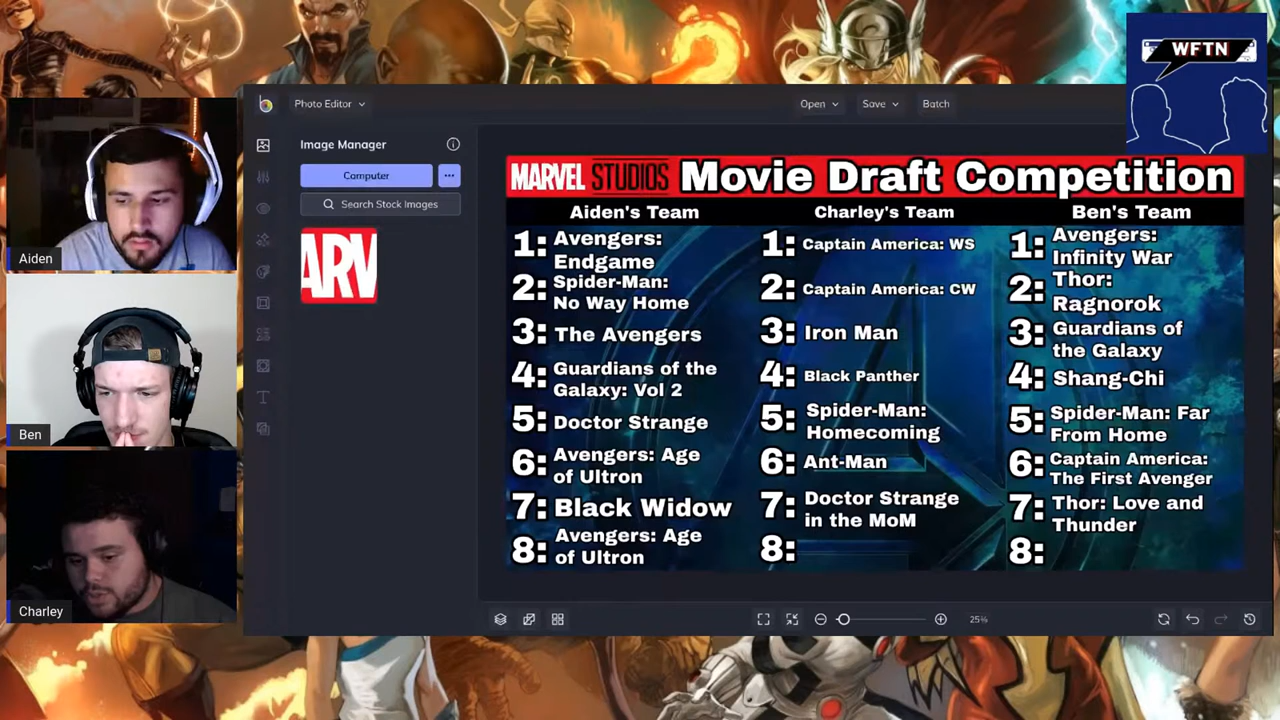 WFTN
Photo Editor
Open
Save
Batch
Image Manager
Computer
Search Stock Images
ARV
MARVEL STUDIOS Movie Draft Competition
Aiden's Team
1: Avengers:
Endgame
2: Spider-Man:
No Way Home
3: The Avengers
4: Guardians of the
Galaxy: Vol 2
5: Doctor Strange
6: Avengers: Age
of Ultron
7: Black Widow
8: Avengers: Age
of Ultron
Charley's Team
1: Captain America: WS
2: Captain America: CW
3: Iron Man
4: Black Panther
5: Spider-Man:
Homecoming
6: Ant-Man
7: Doctor Strange
in the MoM
8:
Ben's Team
1: Avengers:
Infinity War
2: Thor:
Ragnorok
3: Guardians of
the Galaxy
4: Shang-Chi
5: Spider-Man: Far
From Home
6: Captain America:
The First Avenger
7: Thor: Love and
Thunder
8:
Aiden
Ben
Charley